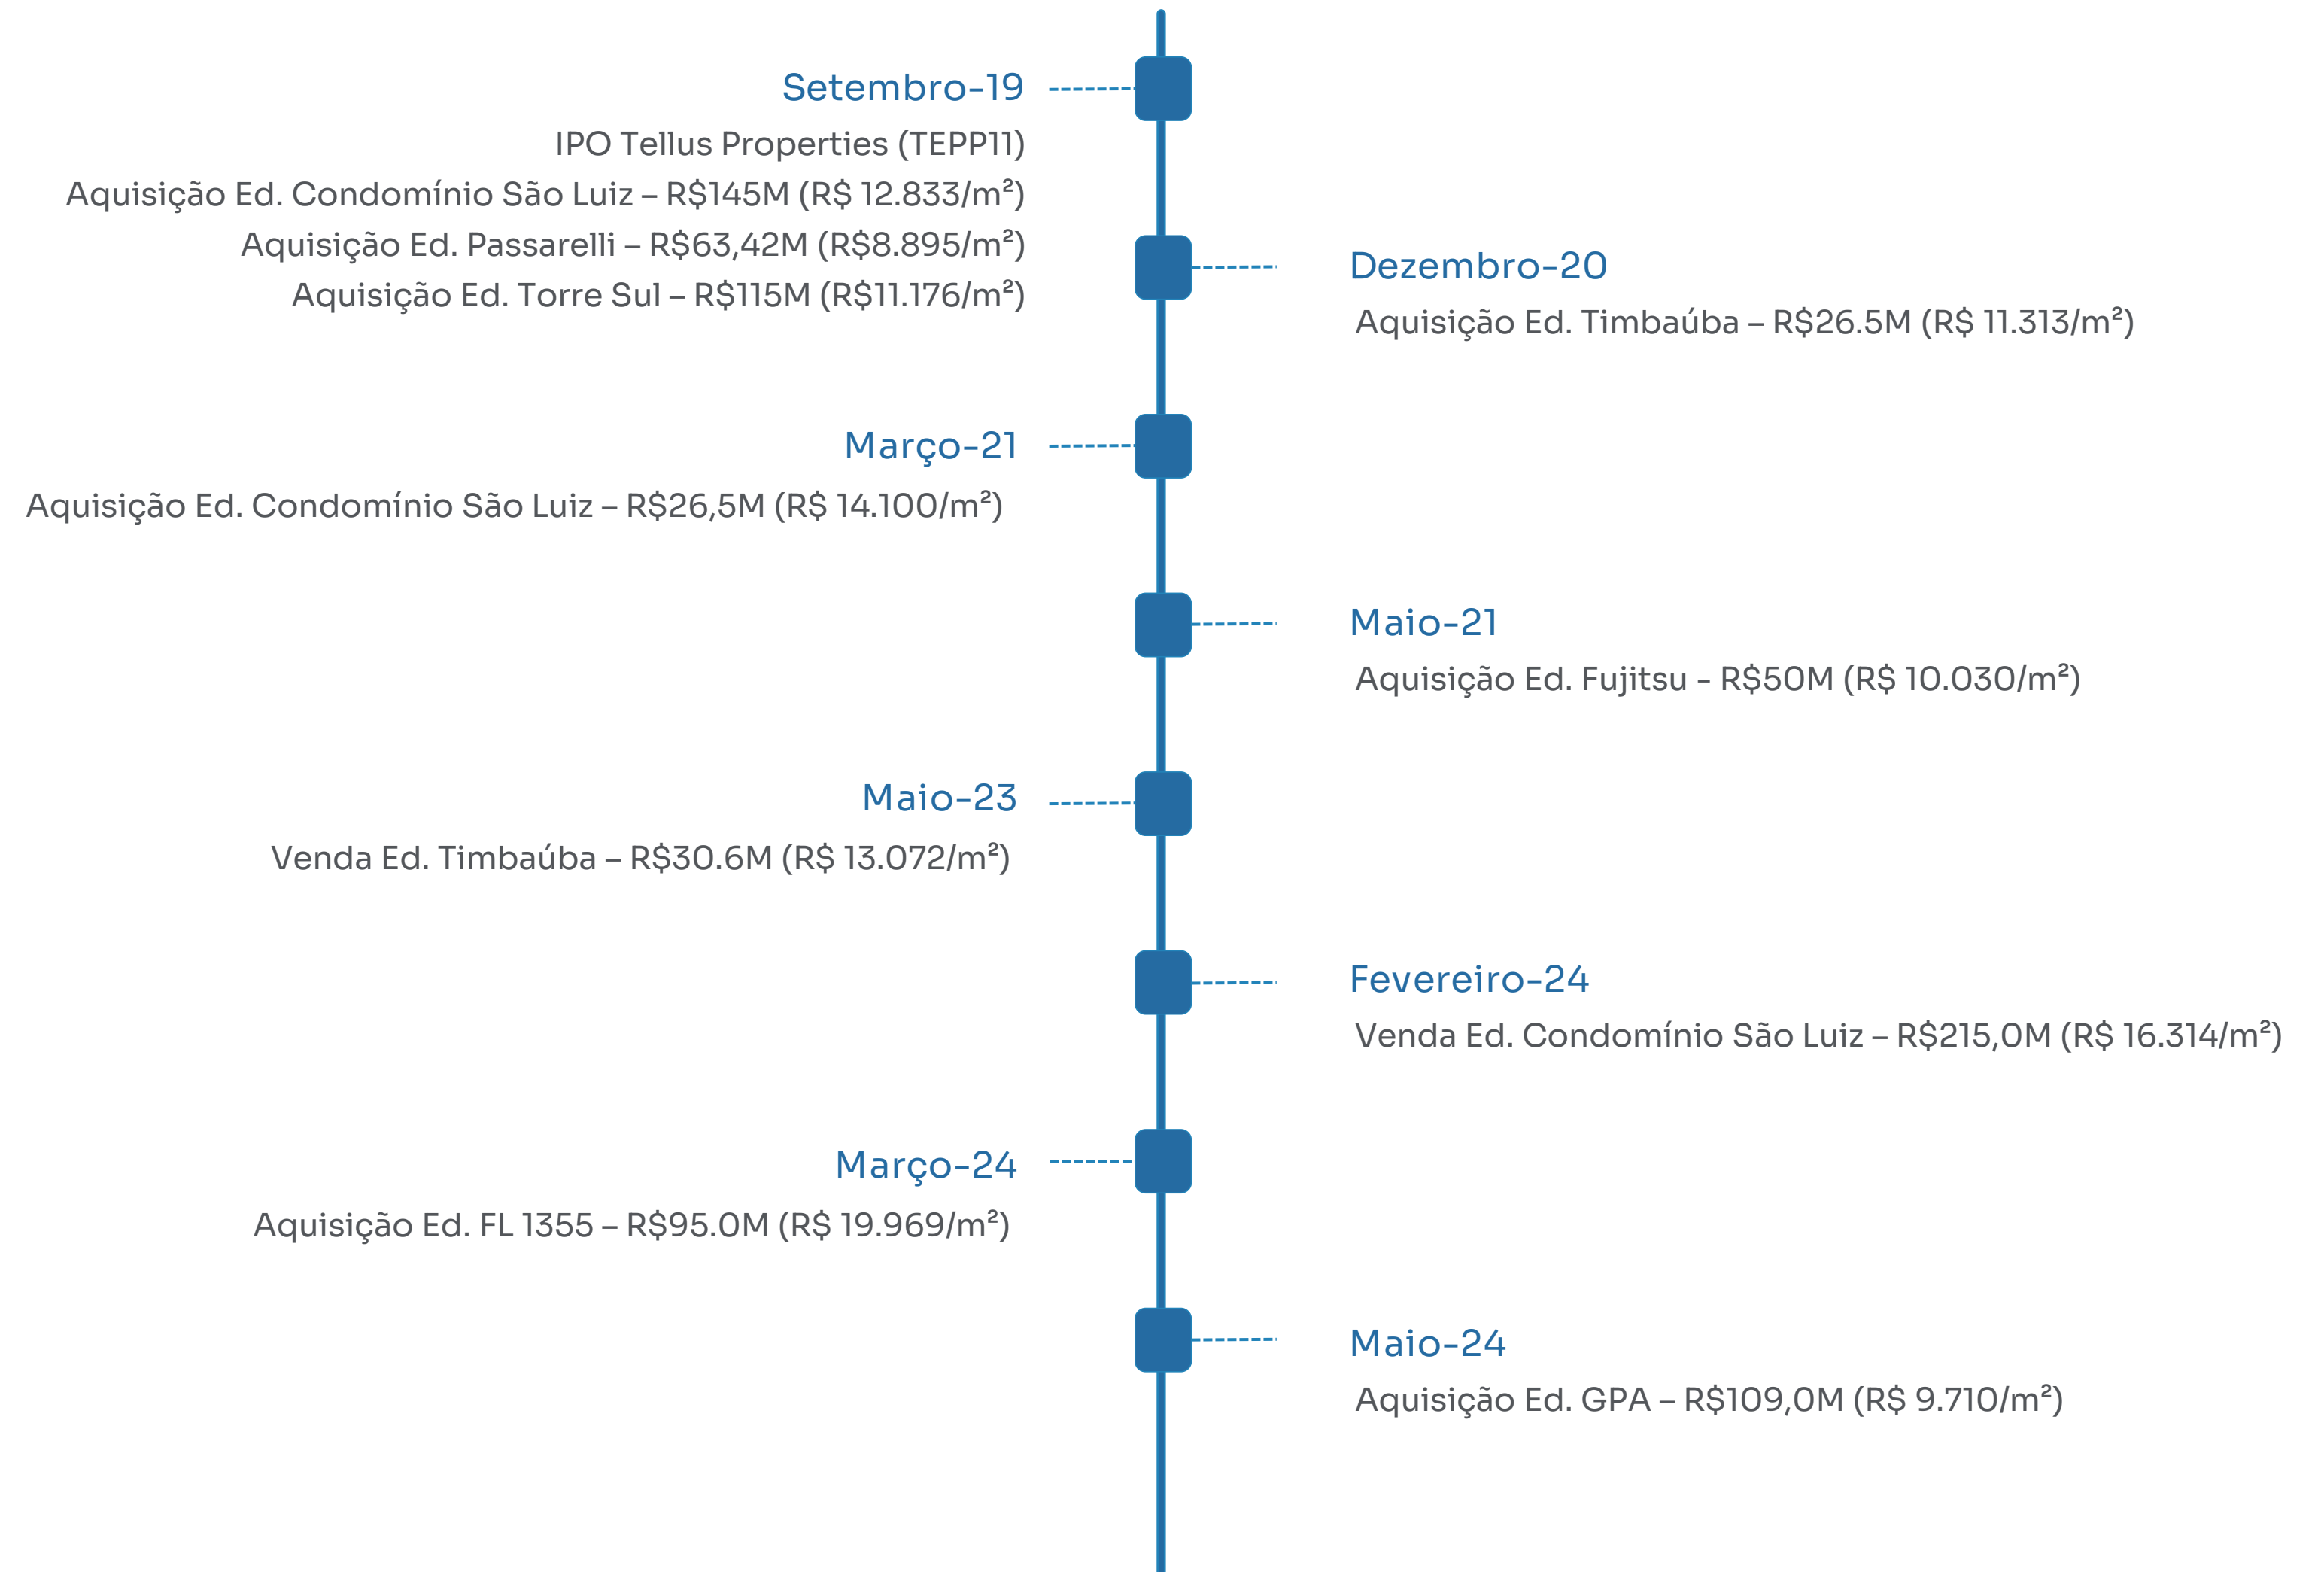 Setembro-19
IPO Tellus Properties (TEPP11)
Aquisição Ed. Condomínio São Luiz – R$145M (R$ 12.833/m²)
Aquisição Ed. Passarelli – R$63,42M (R$8.895/m²)
Aquisição Ed. Torre Sul – R$115M (R$11.176/m²)
Dezembro-20
Aquisição Ed. Timbaúba – R$26.5M (R$ 11.313/m²)
Março-21
Aquisição Ed. Condomínio São Luiz – R$26,5M (R$ 14.100/m²)
Maio-21
Aquisição Ed. Fujitsu - R$50M (R$ 10.030/m²)
Maio-23
Venda Ed. Timbaúba – R$30.6M (R$ 13.072/m²)
Fevereiro-24
Venda Ed. Condomínio São Luiz – R$215,0M (R$ 16.314/m²)
Março-24
Aquisição Ed. FL 1355 – R$95.0M (R$ 19.969/m²)
Maio-24
Aquisição Ed. GPA – R$109,0M (R$ 9.710/m²)